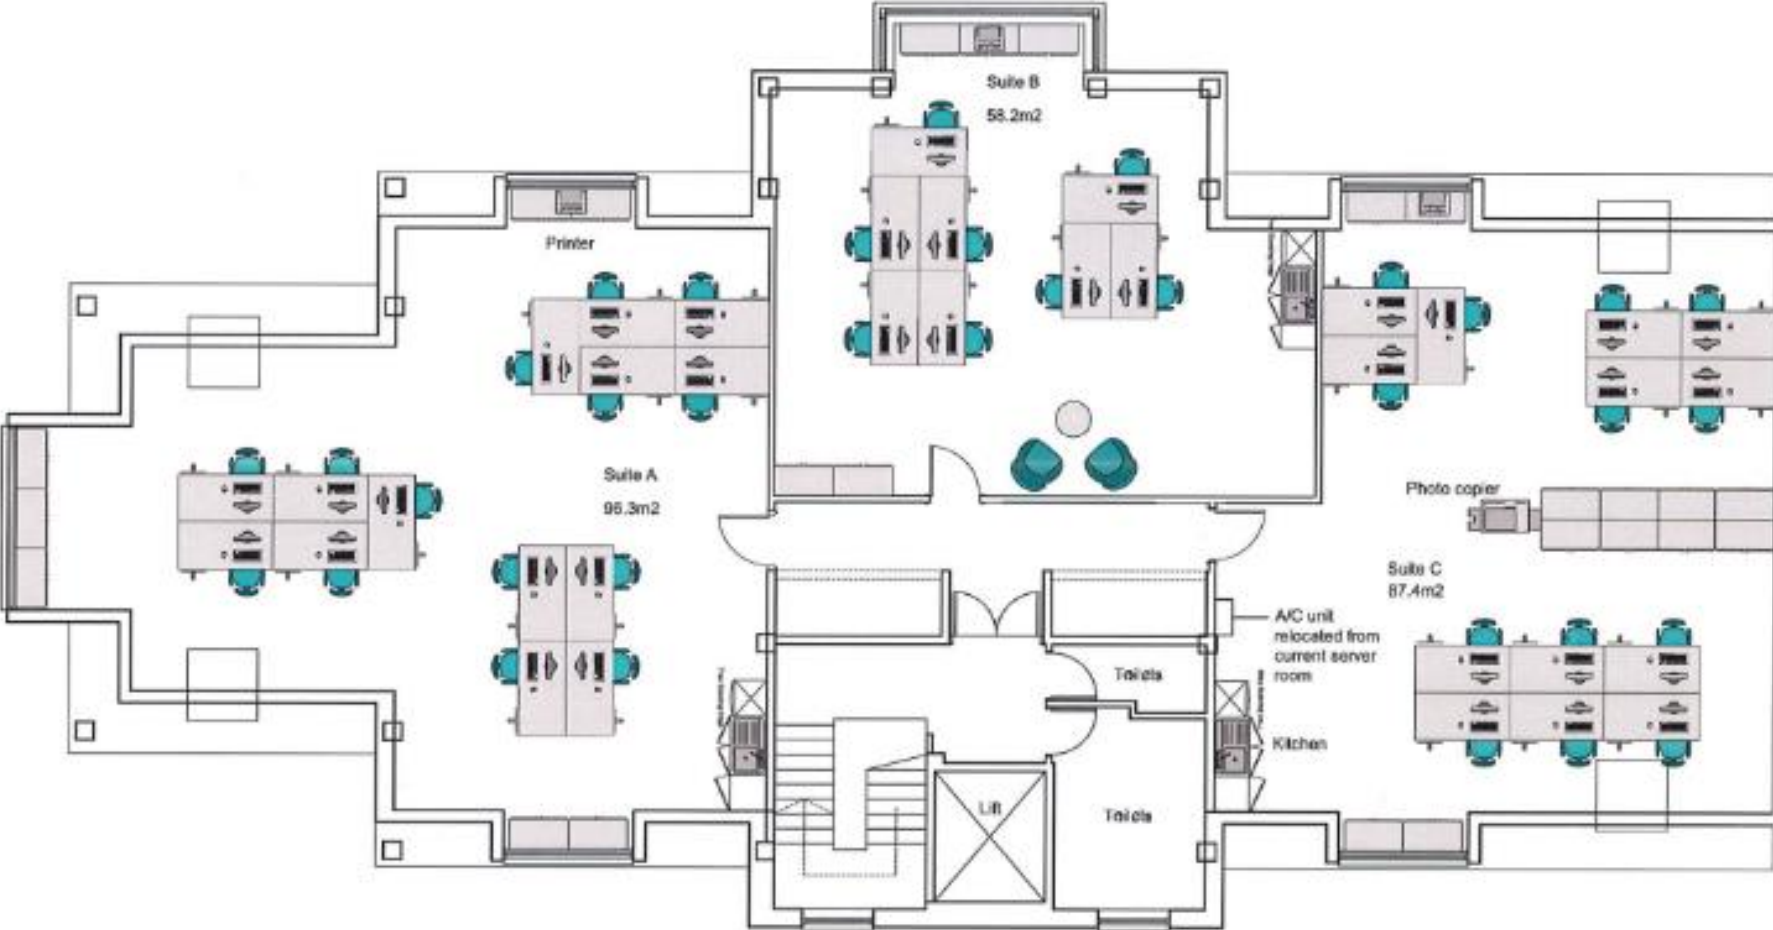 Suite B
58.2m2
Printer
Suite A
96.3m2
Photo copier
Suite C
87.4m2
A/C unit
relocated from
current server
room
Toilets
Kitchen
Lift
Toilets